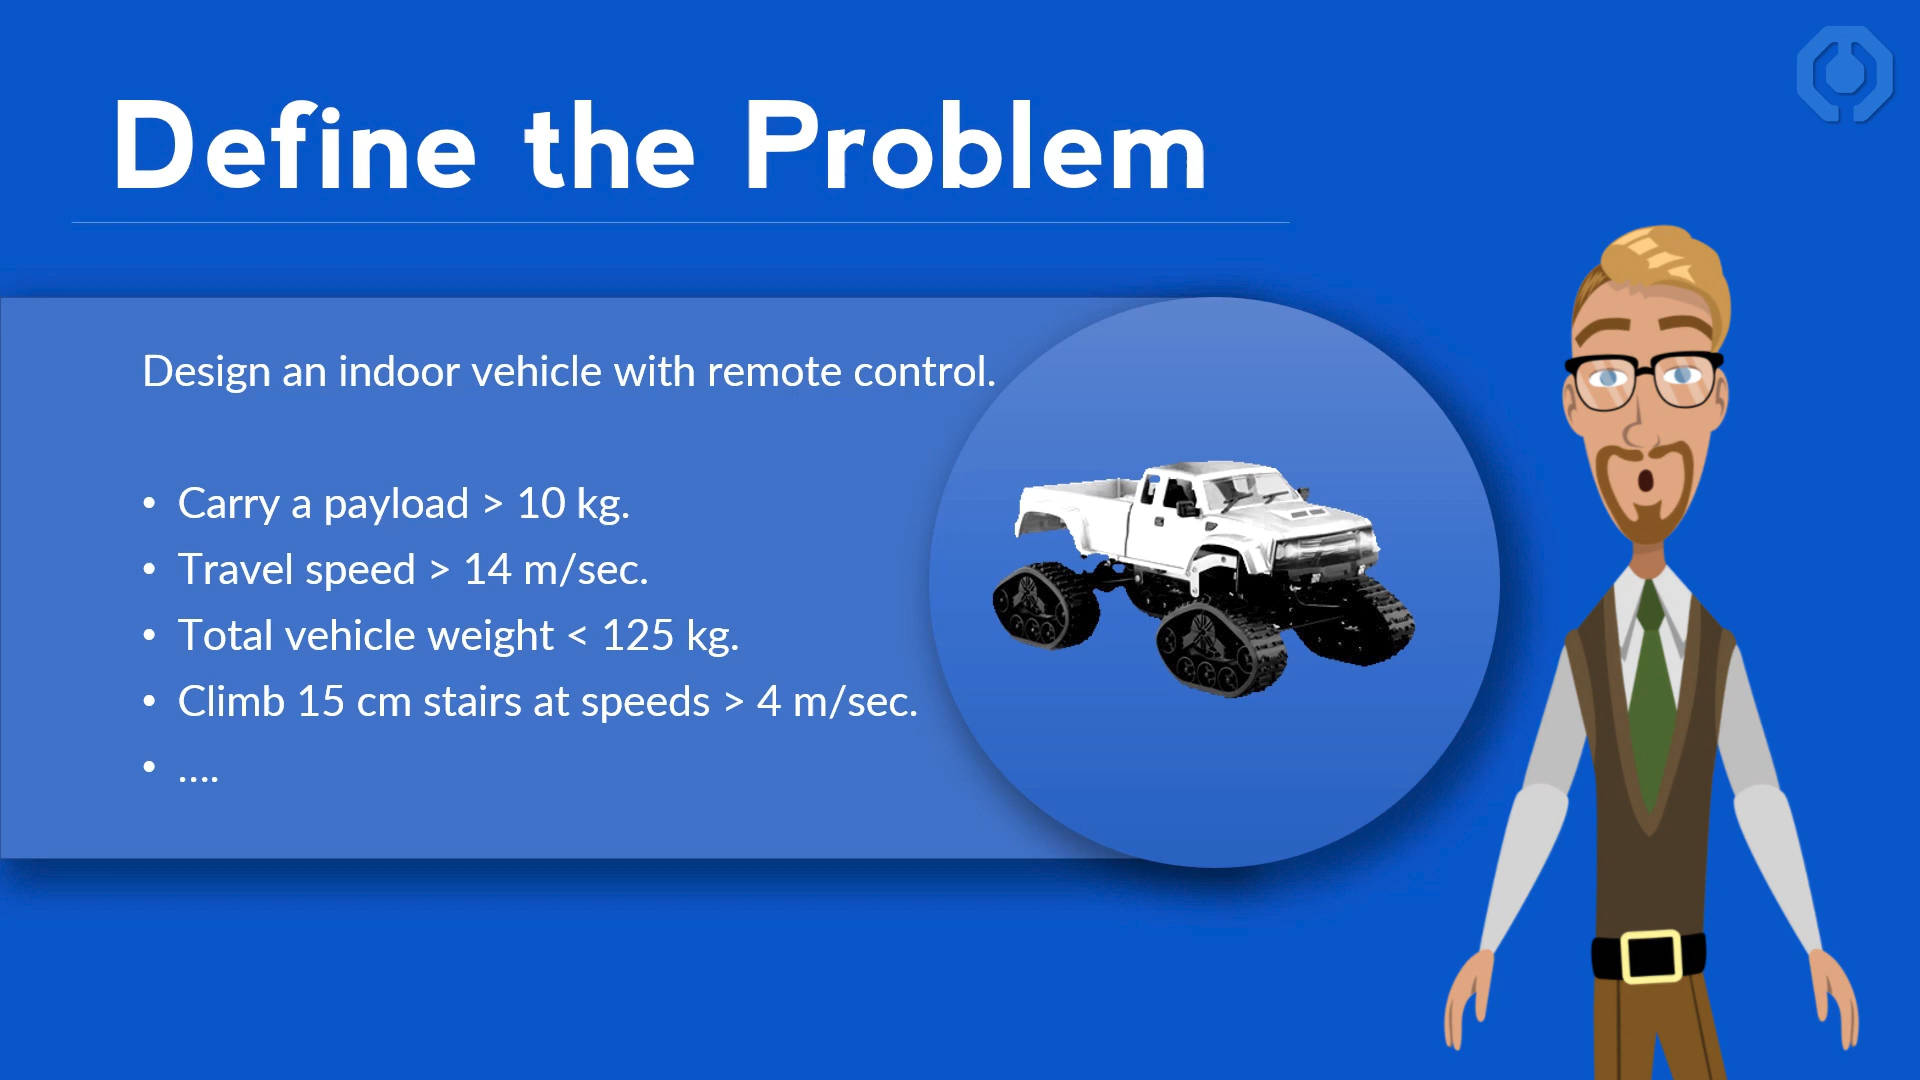 Define the Problem
Design an indoor vehicle with remote control.
• Carry a payload > 10 kg.
• Travel speed > 14 m/sec.
• Total vehicle weight < 125 kg.
• Climb 15 cm stairs at speeds > 4 m/sec.
• ....